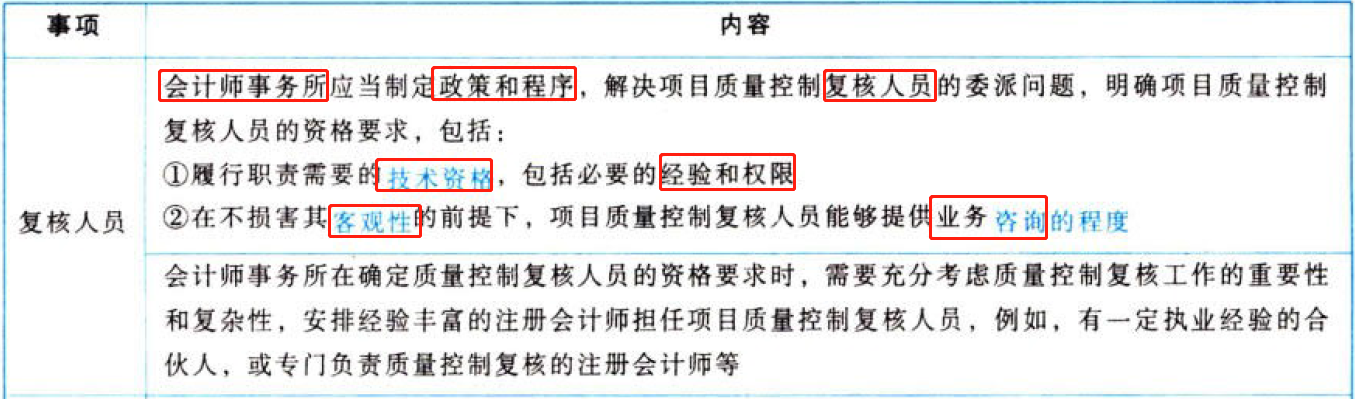 事项
内容
会计师事务所应当制定政策和程序，解决项目质量控制复核人员的委派问题，明确项目质量控制
复核人员的资格要求，包括：
①履行职责需要的技术资格，包括必要的经验和权限
②在不损害其客观性的前提下，项目质量控制复核人员能够提供业务咨询的程度
复核人员
会计师事务所在确定质量控制复核人员的资格要求时，需要充分考虑质量控制复核工作的重要性
和复杂性，安排经验丰富的注册会计师担任项目质量控制复核人员，例如，有一定执业经验的合
伙人，或专门负责质量控制复核的注册会计师等